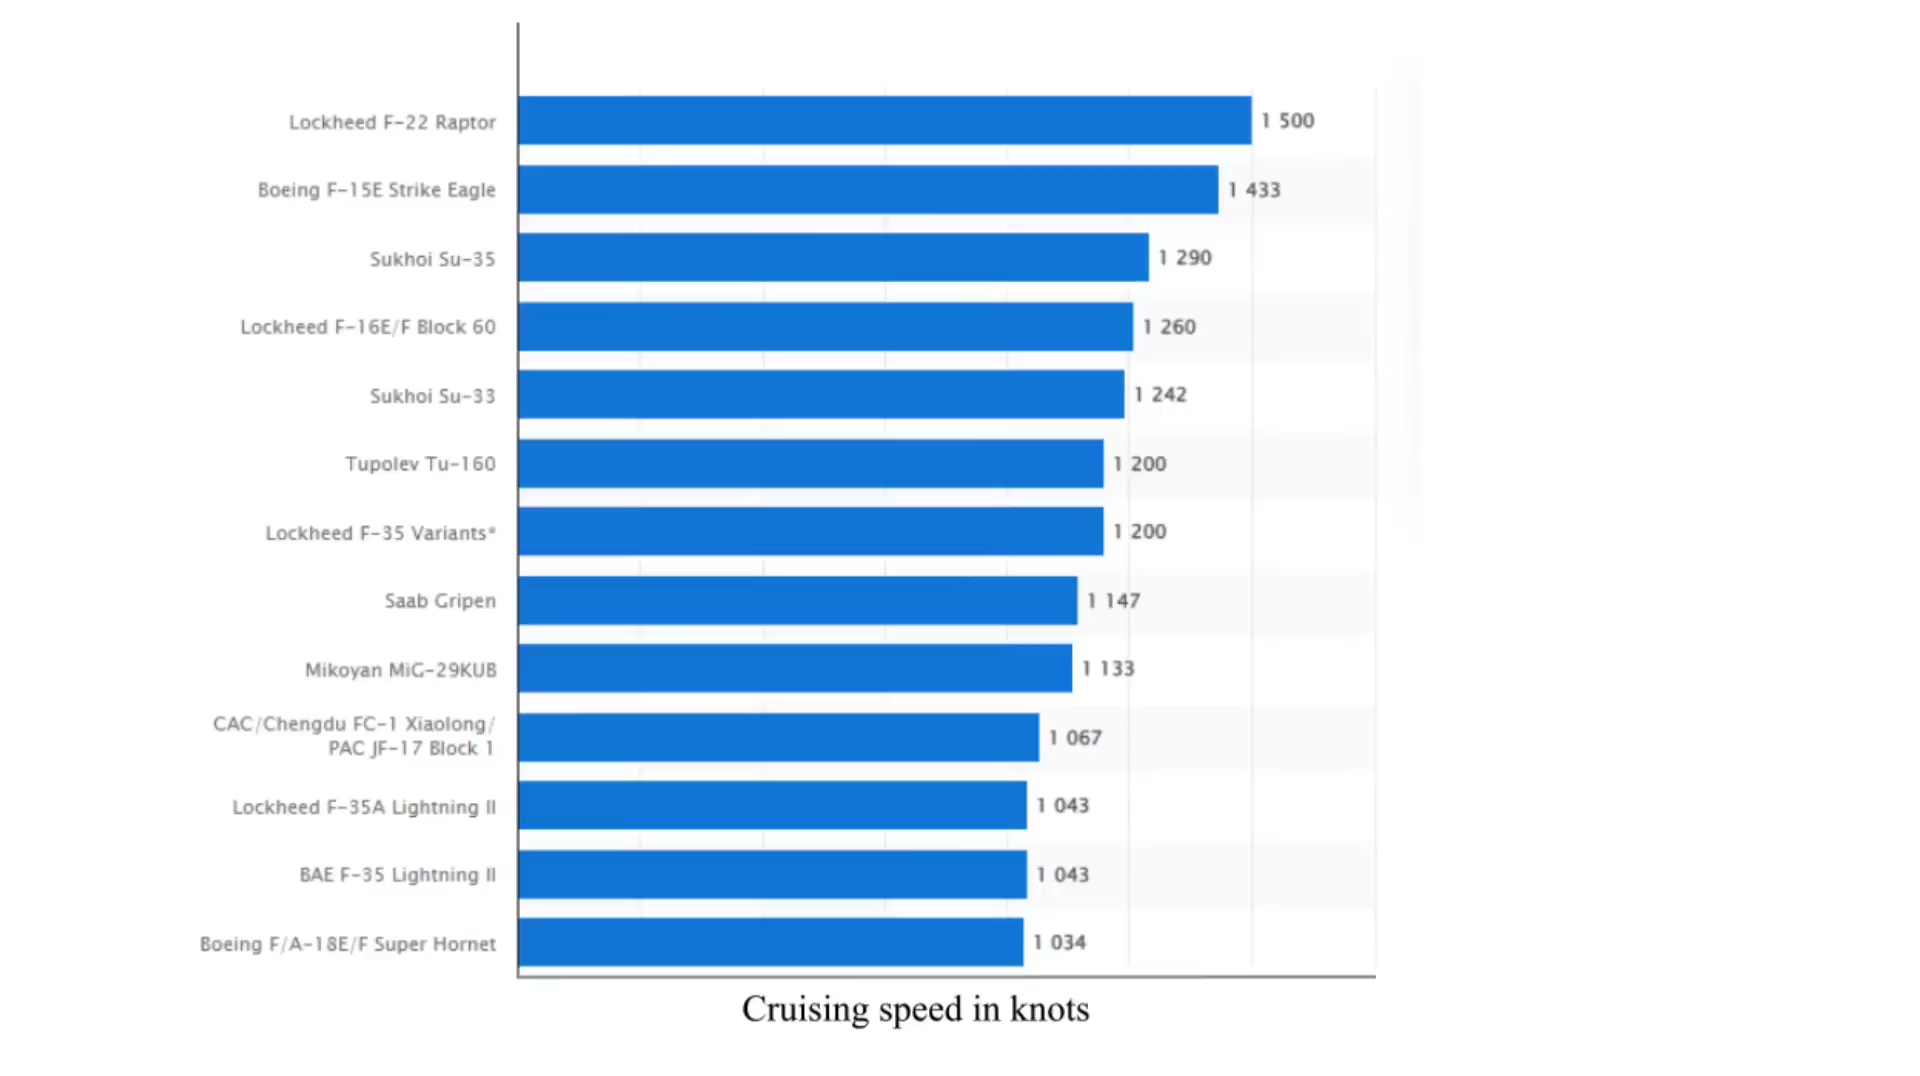 Lockheed F-22 Raptor 1 500
Boeing F-15E Strike Eagle 1 433
Sukhoi Su-35 1 290
Lockheed F-16E/F Block 60 1 260
Sukhoi Su-33 1 242
Tupolev Tu-160 1 200
Lockheed F-35 Variants* 1 200
Saab Gripen 1 147
Mikoyan MiG-29KUB 1 133
CAC/Chengdu FC-1 Xiaolong/
PAC JF-17 Block 1 1 067
Lockheed F-35A Lightning II 1 043
BAE F-35 Lightning II 1 043
Boeing F/A-18E/F Super Hornet 1 034
Cruising speed in knots